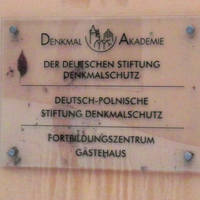 DENKMAL AKADEMIE
DER DEUTSCHEN STIFTUNG
DENKMALSCHUTZ
DEUTSCH-POLNISCHE
STIFTUNG DENKMALSCHUTZ
FORTBILDUNGSZENTRUM
GÄSTEHAUS